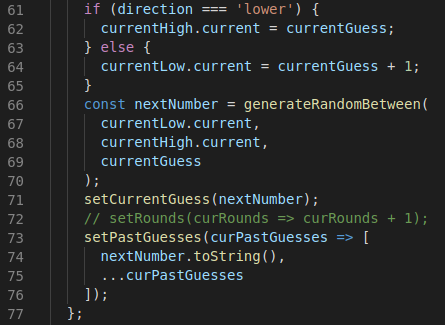 61 if (direction === 'lower') {
62 currentHigh.current = currentGuess;
63 } else {
64 currentLow.current = currentGuess + 1;
65 }
66 const nextNumber = generateRandomBetween(
67 currentLow.current,
68 currentHigh.current,
69 currentGuess
70 );
71 setCurrentGuess(nextNumber);
72 // setRounds(curRounds => curRounds + 1);
73 setPastGuesses(curPastGuesses => [
74 nextNumber.toString(),
75 ...curPastGuesses
76 ]);
77 };